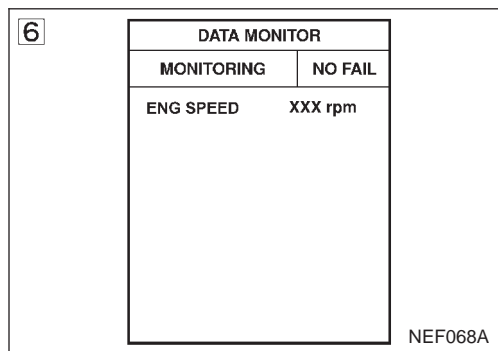 6
DATA MONITOR
MONITORING NO FAIL
ENG SPEED XXX rpm
NEF068A